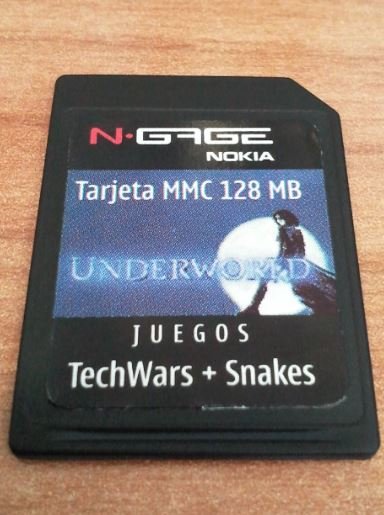 N·GAGE
NOKIA
Tarjeta MMC 128 MB
UNDERWORLD
JUEGOS
TechWars + Snakes